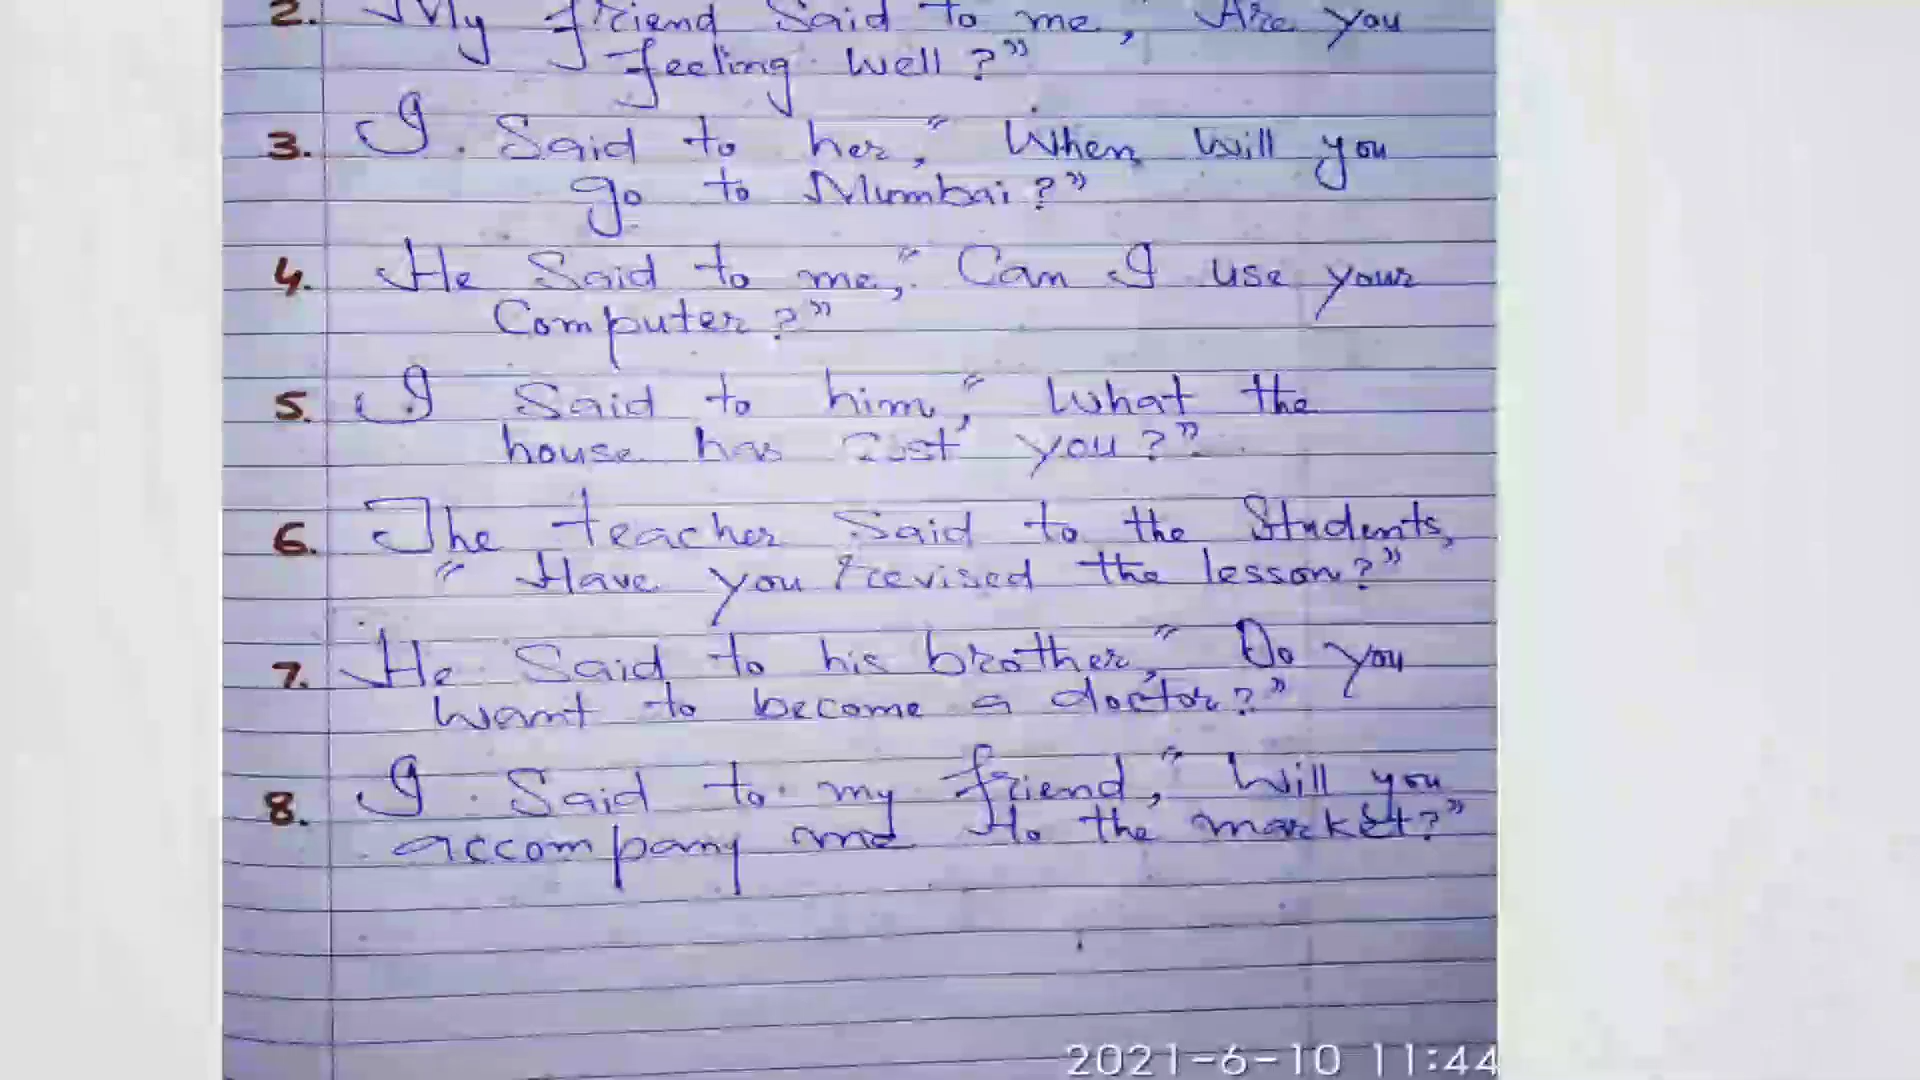 2. My friend Said to me, " Are you
feeling well ?"
3. I Said to her, " When will you
go to Mumbai ?"
4. He Said to me, " Can I use your
Computer ?"
5. I Said to him, " What the
house has cost you ?"
6. The teacher Said to the Students,
" Have you revised the lesson ?"
7. He Said to his brother, " Do you
want to become a doctor ?"
8. I Said to my friend, " Will you
accompany me to the market ?"
2021-6-10 11:44